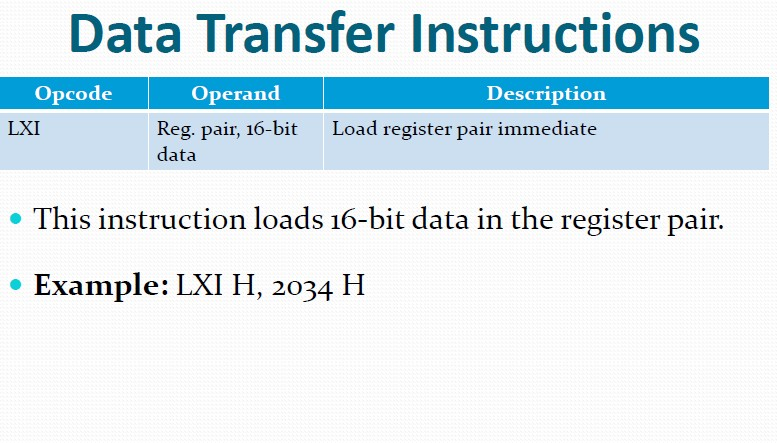 Data Transfer Instructions
Opcode Operand Description
LXI Reg. pair, 16-bit Load register pair immediate
data
• This instruction loads 16-bit data in the register pair.
• Example: LXI H, 2034 H